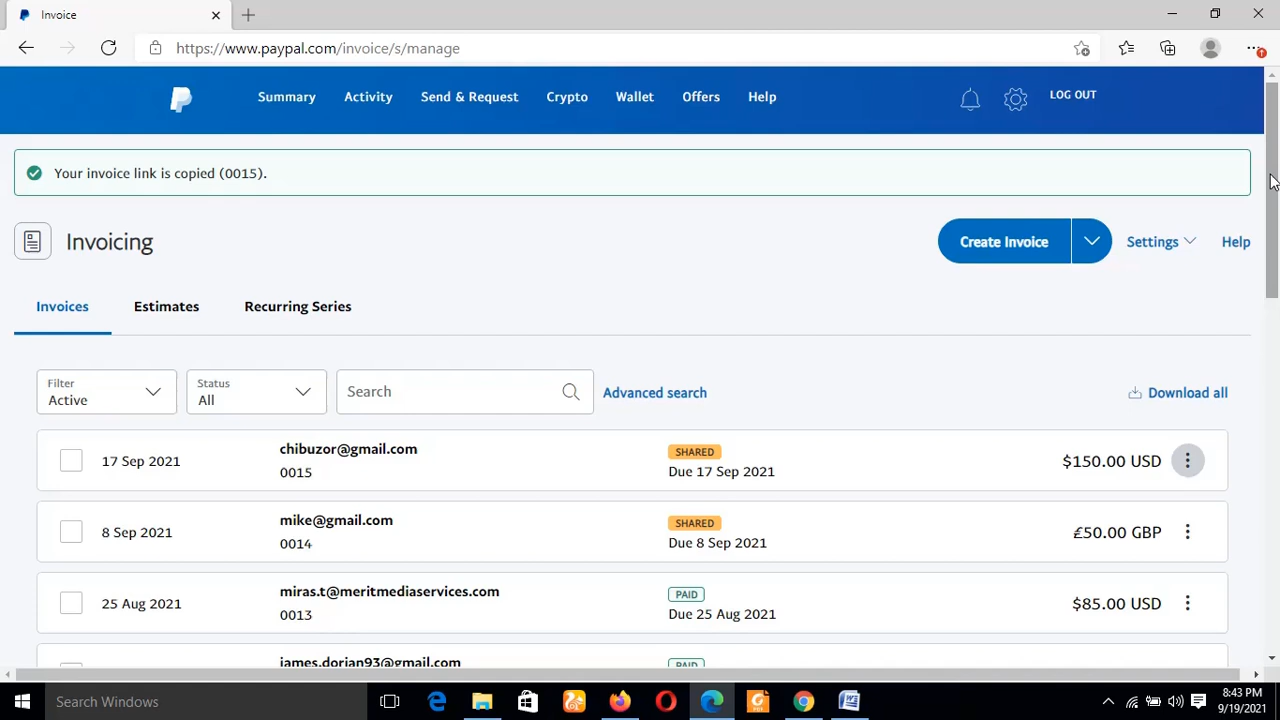 Invoice
https://www.paypal.com/invoice/s/manage
Summary Activity Send & Request Crypto Wallet Offers Help LOG OUT
Your invoice link is copied (0015).
Invoicing Create Invoice Settings Help
Invoices Estimates Recurring Series
Filter Status
Active All Search Advanced search Download all
chibuzor@gmail.com SHARED
17 Sep 2021 $150.00 USD
0015 Due 17 Sep 2021
mike@gmail.com SHARED
8 Sep 2021 £50.00 GBP
0014 Due 8 Sep 2021
miras.t@meritmediaservices.com PAID
25 Aug 2021 $85.00 USD
0013 Due 25 Aug 2021
james.dorian93@gmail.com PAID
Search Windows 8:43 PM
9/19/2021